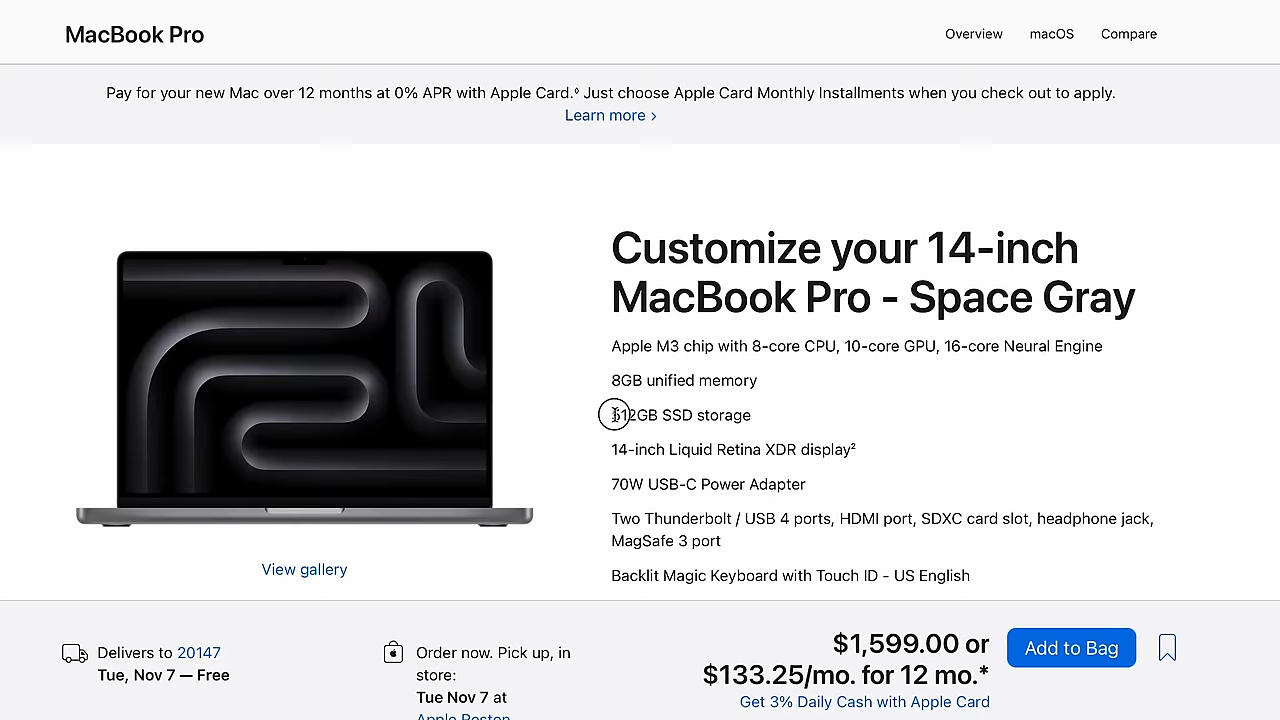 MacBook Pro
Overview
macOS
Compare
Pay for your new Mac over 12 months at 0% APR with Apple Card.◊ Just choose Apple Card Monthly Installments when you check out to apply.
Learn more >
Customize your 14-inch
MacBook Pro - Space Gray
Apple M3 chip with 8-core CPU, 10-core GPU, 16-core Neural Engine
8GB unified memory
512GB SSD storage
14-inch Liquid Retina XDR display²
70W USB-C Power Adapter
Two Thunderbolt / USB 4 ports, HDMI port, SDXC card slot, headphone jack,
MagSafe 3 port
Backlit Magic Keyboard with Touch ID - US English
View gallery
Delivers to 20147
Tue, Nov 7 — Free
Order now. Pick up, in
store:
Tue Nov 7 at
Apple Reston
$1,599.00 or
$133.25/mo. for 12 mo.*
Get 3% Daily Cash with Apple Card
Add to Bag